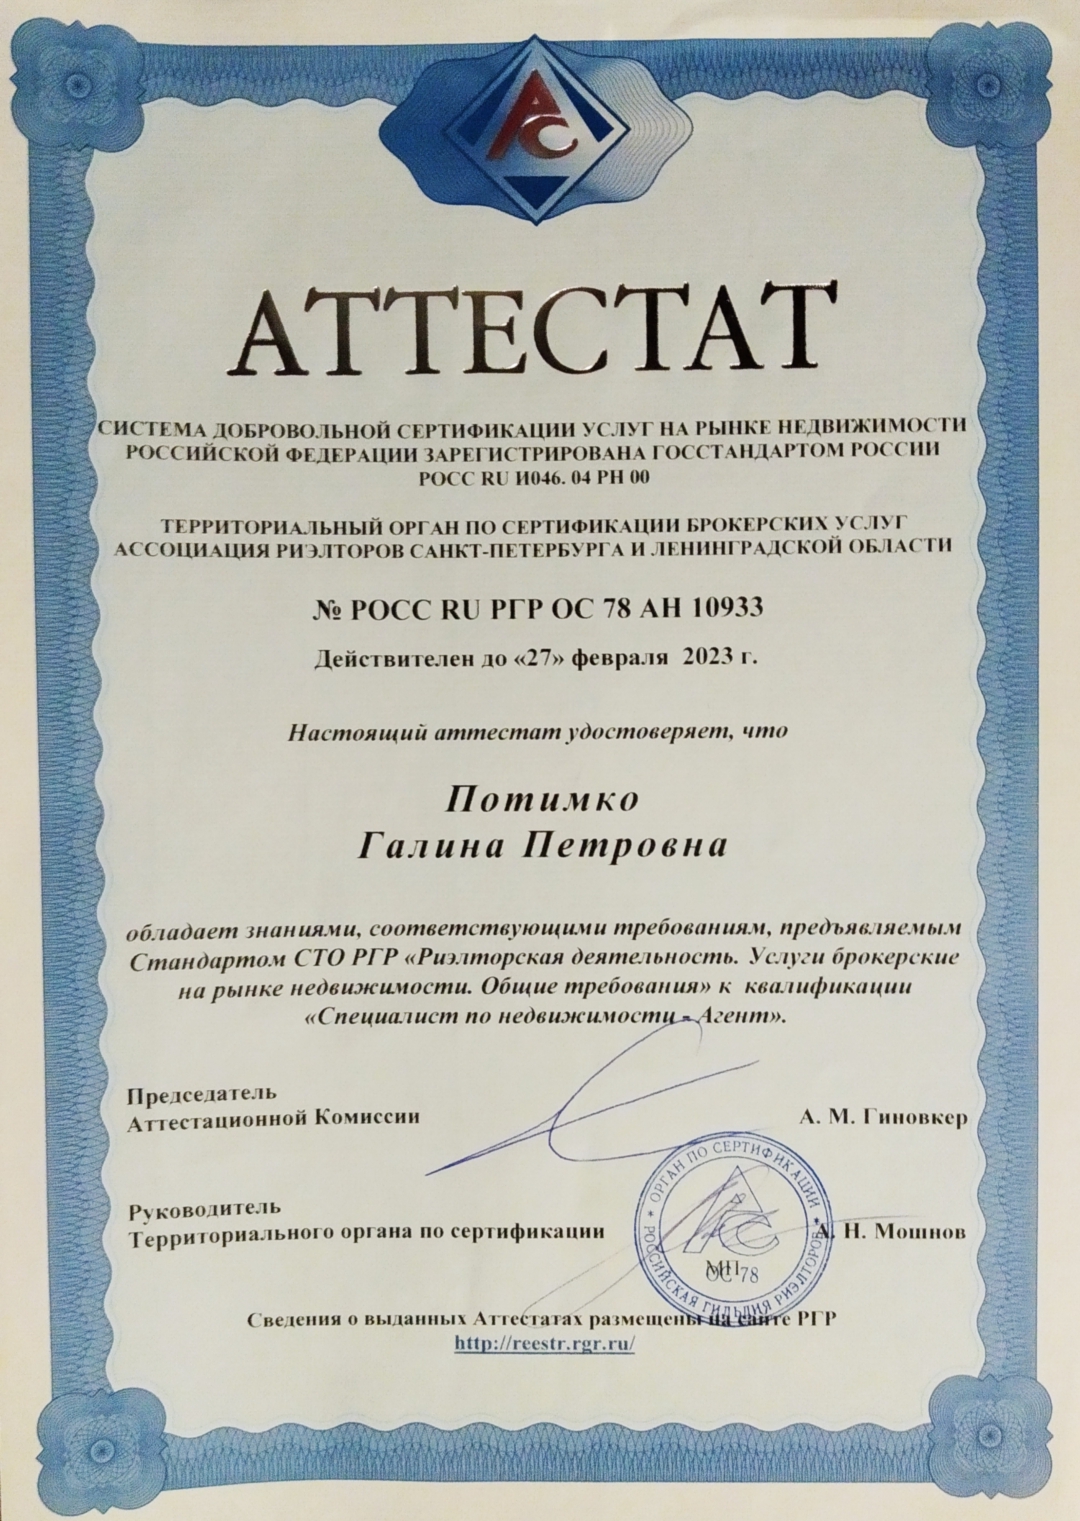 АС
АТТЕСТАТ
СИСТЕМА ДОБРОВОЛЬНОЙ СЕРТИФИКАЦИИ УСЛУГ НА РЫНКЕ НЕДВИЖИМОСТИ
РОССИЙСКОЙ ФЕДЕРАЦИИ ЗАРЕГИСТРИРОВАНА ГОССТАНДАРТОМ РОССИИ
РОСС RU И046. 04 РН 00
ТЕРРИТОРИАЛЬНЫЙ ОРГАН ПО СЕРТИФИКАЦИИ БРОКЕРСКИХ УСЛУГ
АССОЦИАЦИЯ РИЭЛТОРОВ САНКТ-ПЕТЕРБУРГА И ЛЕНИНГРАДСКОЙ ОБЛАСТИ
№ РОСС RU РГР ОС 78 АН 10933
Действителен до «27» февраля 2023 г.
Настоящий аттестат удостоверяет, что
Потимко
Галина Петровна
обладает знаниями, соответствующими требованиям, предъявляемым
Стандартом СТО РГР «Риэлторская деятельность. Услуги брокерские
на рынке недвижимости. Общие требования» к квалификации
«Специалист по недвижимости - Агент».
Председатель
Аттестационной Комиссии
А. М. Гиновкер
Руководитель
Территориального органа по сертификации
А. Н. Мошнов
ОРГАН ПО СЕРТИФИКАЦИИ
РОССИЙСКАЯ ГИЛЬДИЯ РИЭЛТОРОВ
АС
МП
ОС 78
Сведения о выданных Аттестатах размещены на сайте РГР
http://reestr.rgr.ru/